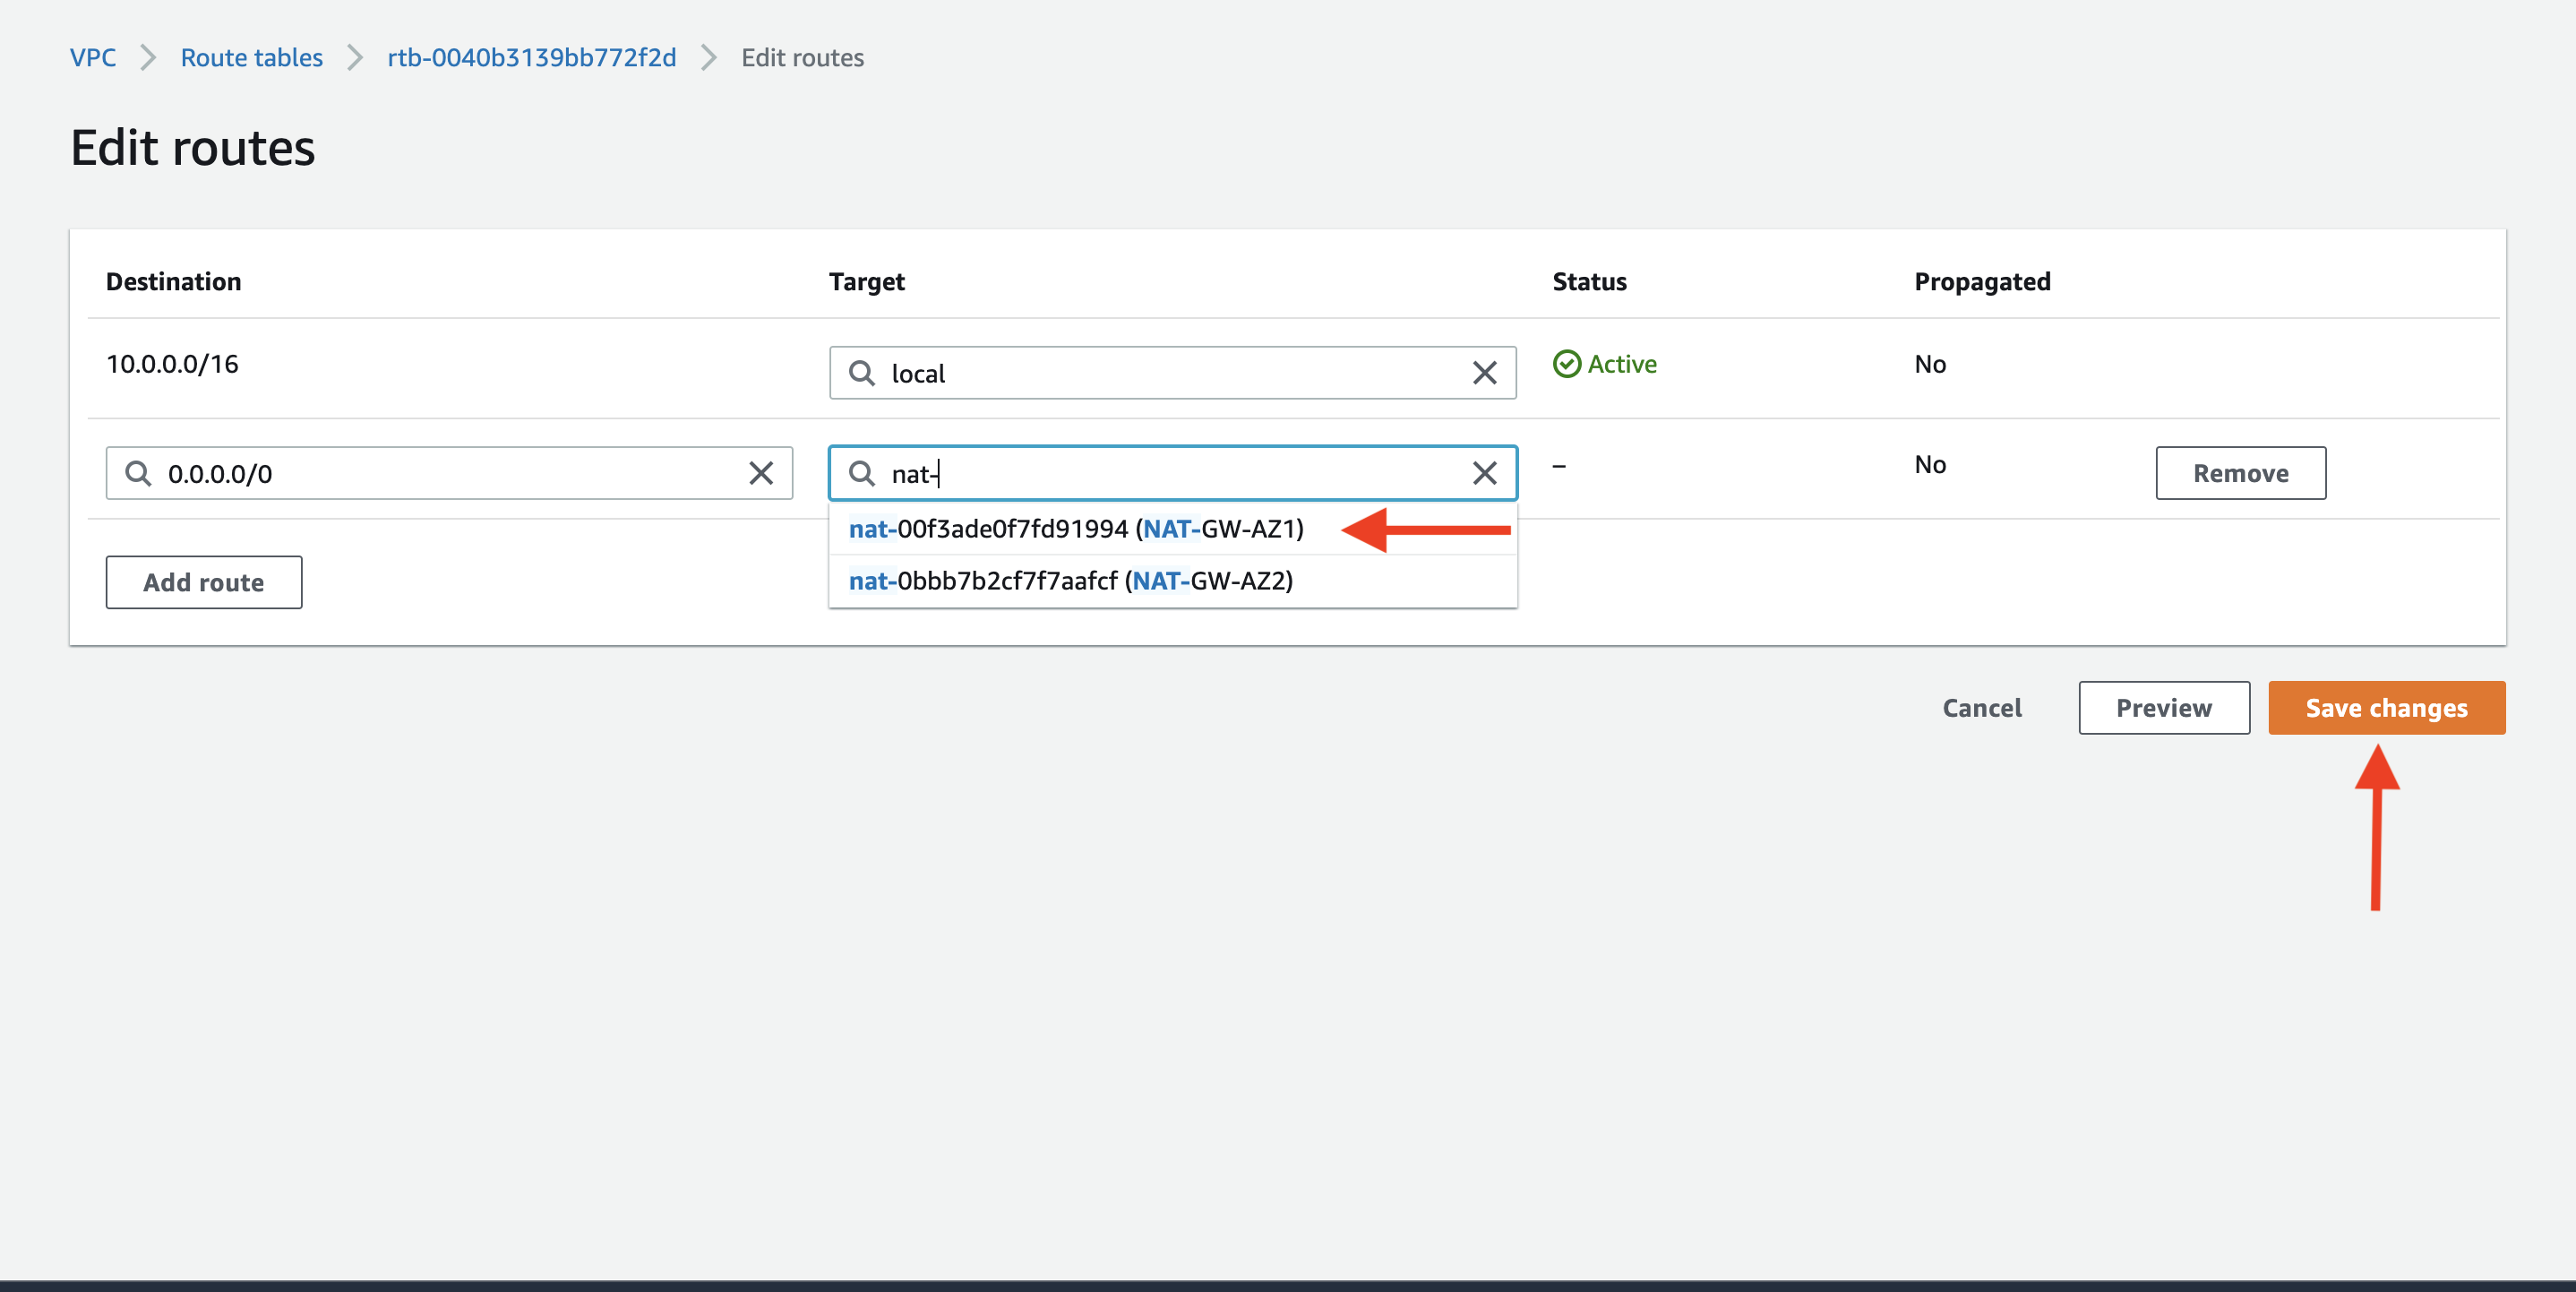 VPC > Route tables > rtb-0040b3139bb772f2d > Edit routes
Edit routes
Destination Target Status Propagated
10.0.0.0/16 local Active No
0.0.0.0/0 nat- – No Remove
nat-00f3ade0f7fd91994 (NAT-GW-AZ1)
nat-0bbb7b2cf7f7aafcf (NAT-GW-AZ2)
Add route
Cancel Preview Save changes